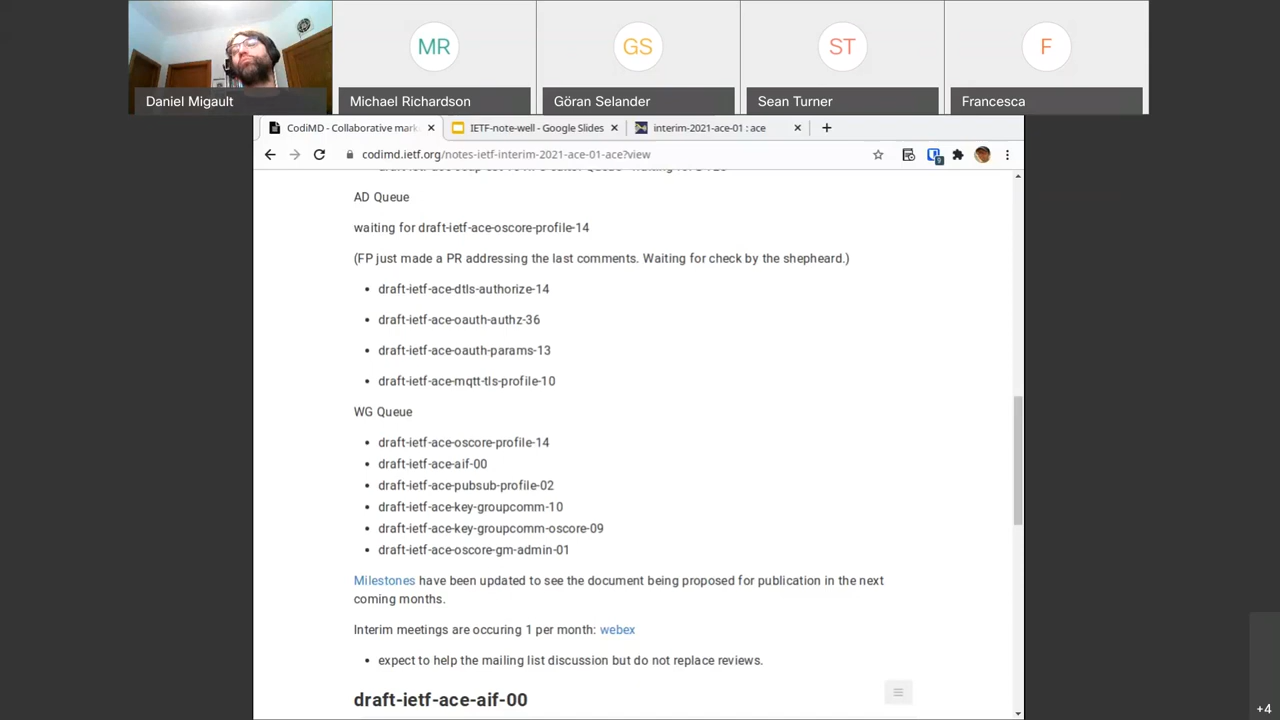 MR
GS
ST
F
Daniel Migault
Michael Richardson
Göran Selander
Sean Turner
Francesca
CodiMD - Collaborative mark
IETF-note-well - Google Slides
interim-2021-ace-01 : ace
codimd.ietf.org/notes-ietf-interim-2021-ace-01-ace?view
AD Queue
waiting for draft-ietf-ace-oscore-profile-14
(FP just made a PR addressing the last comments. Waiting for check by the shepheard.)
draft-ietf-ace-dtls-authorize-14
draft-ietf-ace-oauth-authz-36
draft-ietf-ace-oauth-params-13
draft-ietf-ace-mqtt-tls-profile-10
WG Queue
draft-ietf-ace-oscore-profile-14
draft-ietf-ace-aif-00
draft-ietf-ace-pubsub-profile-02
draft-ietf-ace-key-groupcomm-10
draft-ietf-ace-key-groupcomm-oscore-09
draft-ietf-ace-oscore-gm-admin-01
Milestones have been updated to see the document being proposed for publication in the next
coming months.
Interim meetings are occuring 1 per month: webex
expect to help the mailing list discussion but do not replace reviews.
draft-ietf-ace-aif-00
+4